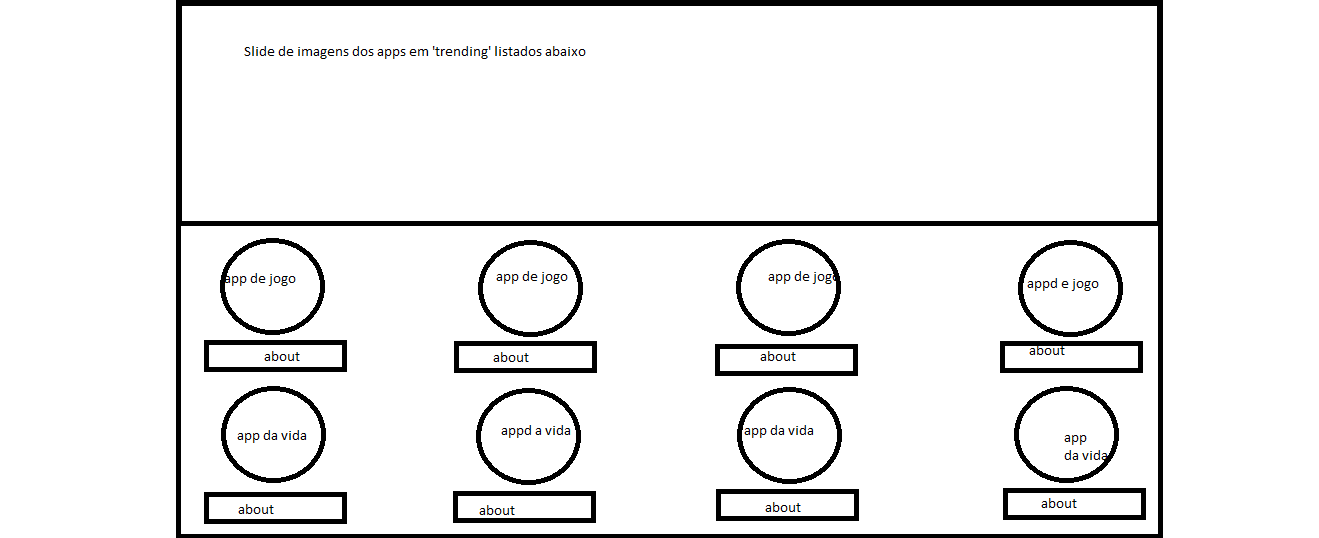 Slide de imagens dos apps em 'trending' listados abaixo
app de jogo
app de jogo
app de jogo
appd e jogo
about
about
about
about
app da vida
appd a vida
app da vida
app
da vida
about
about
about
about